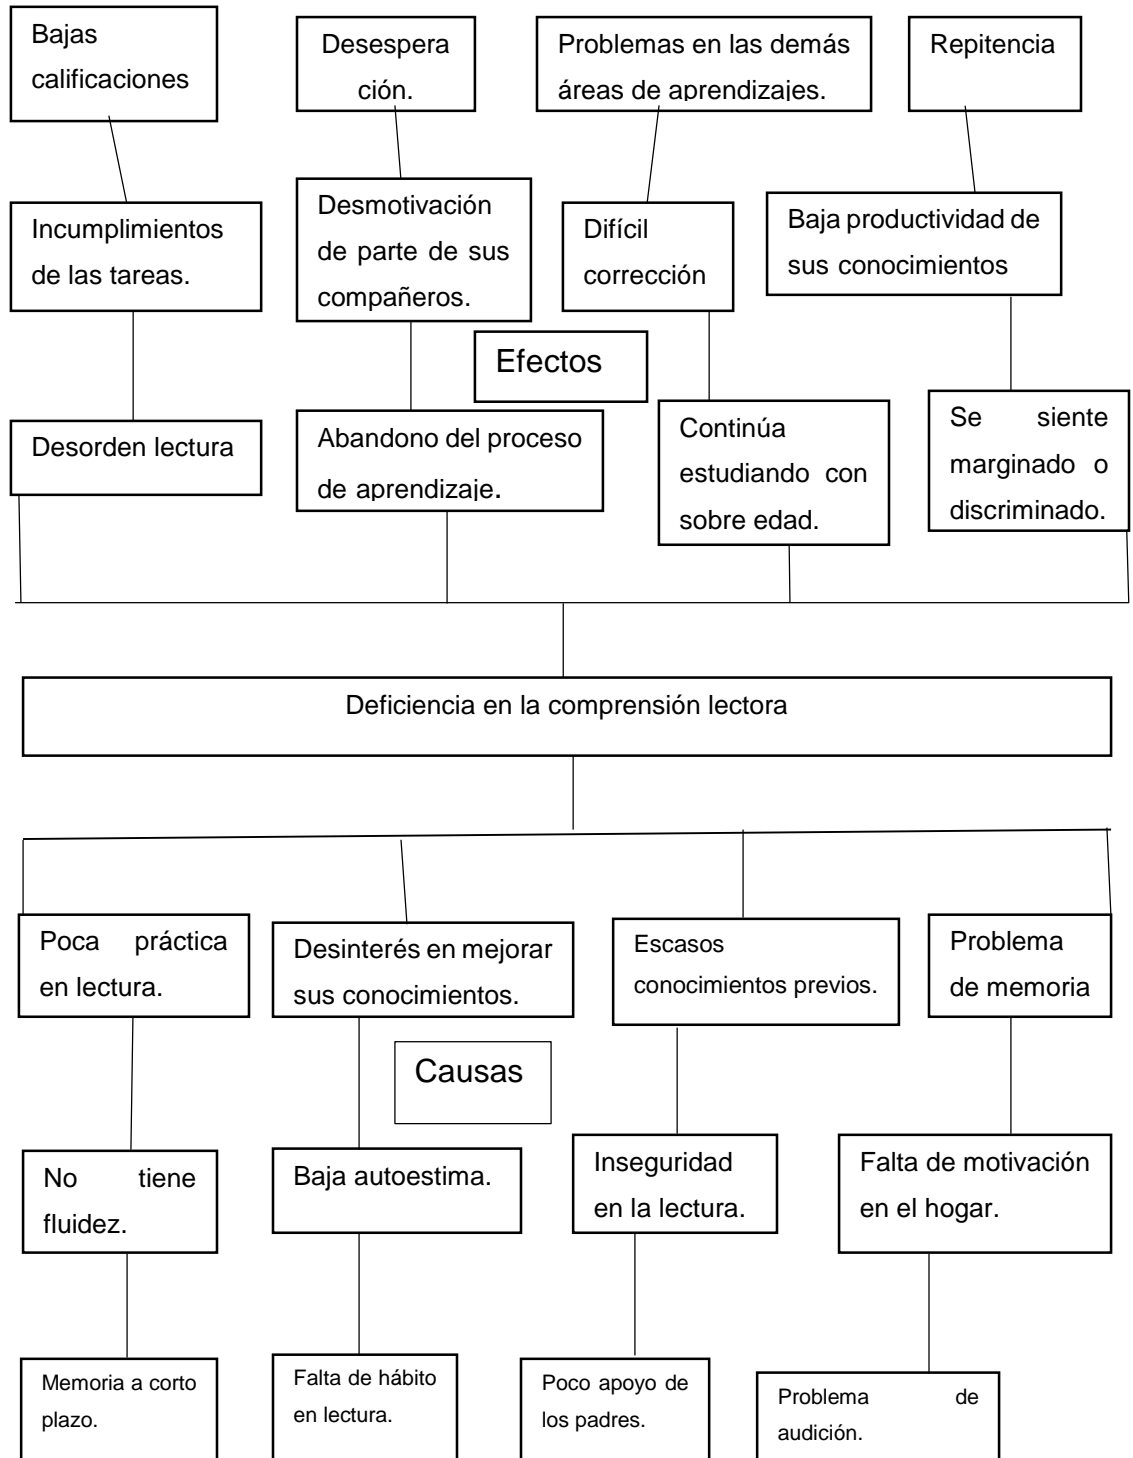 Bajas
calificaciones
Desespera
ción.
Problemas en las demás
áreas de aprendizajes.
Repitencia
Incumplimientos
de las tareas.
Desmotivación
de parte de sus
compañeros.
Difícil
corrección
Baja productividad de
sus conocimientos
Efectos
Desorden lectura
Abandono del proceso
de aprendizaje.
Continúa
estudiando con
sobre edad.
Se siente
marginado o
discriminado.
Deficiencia en la comprensión lectora
Poca práctica
en lectura.
Desinterés en mejorar
sus conocimientos.
Escasos
conocimientos previos.
Problema
de memoria
Causas
No tiene
fluidez.
Baja autoestima.
Inseguridad
en la lectura.
Falta de motivación
en el hogar.
Memoria a corto
plazo.
Falta de hábito
en lectura.
Poco apoyo de
los padres.
Problema de
audición.